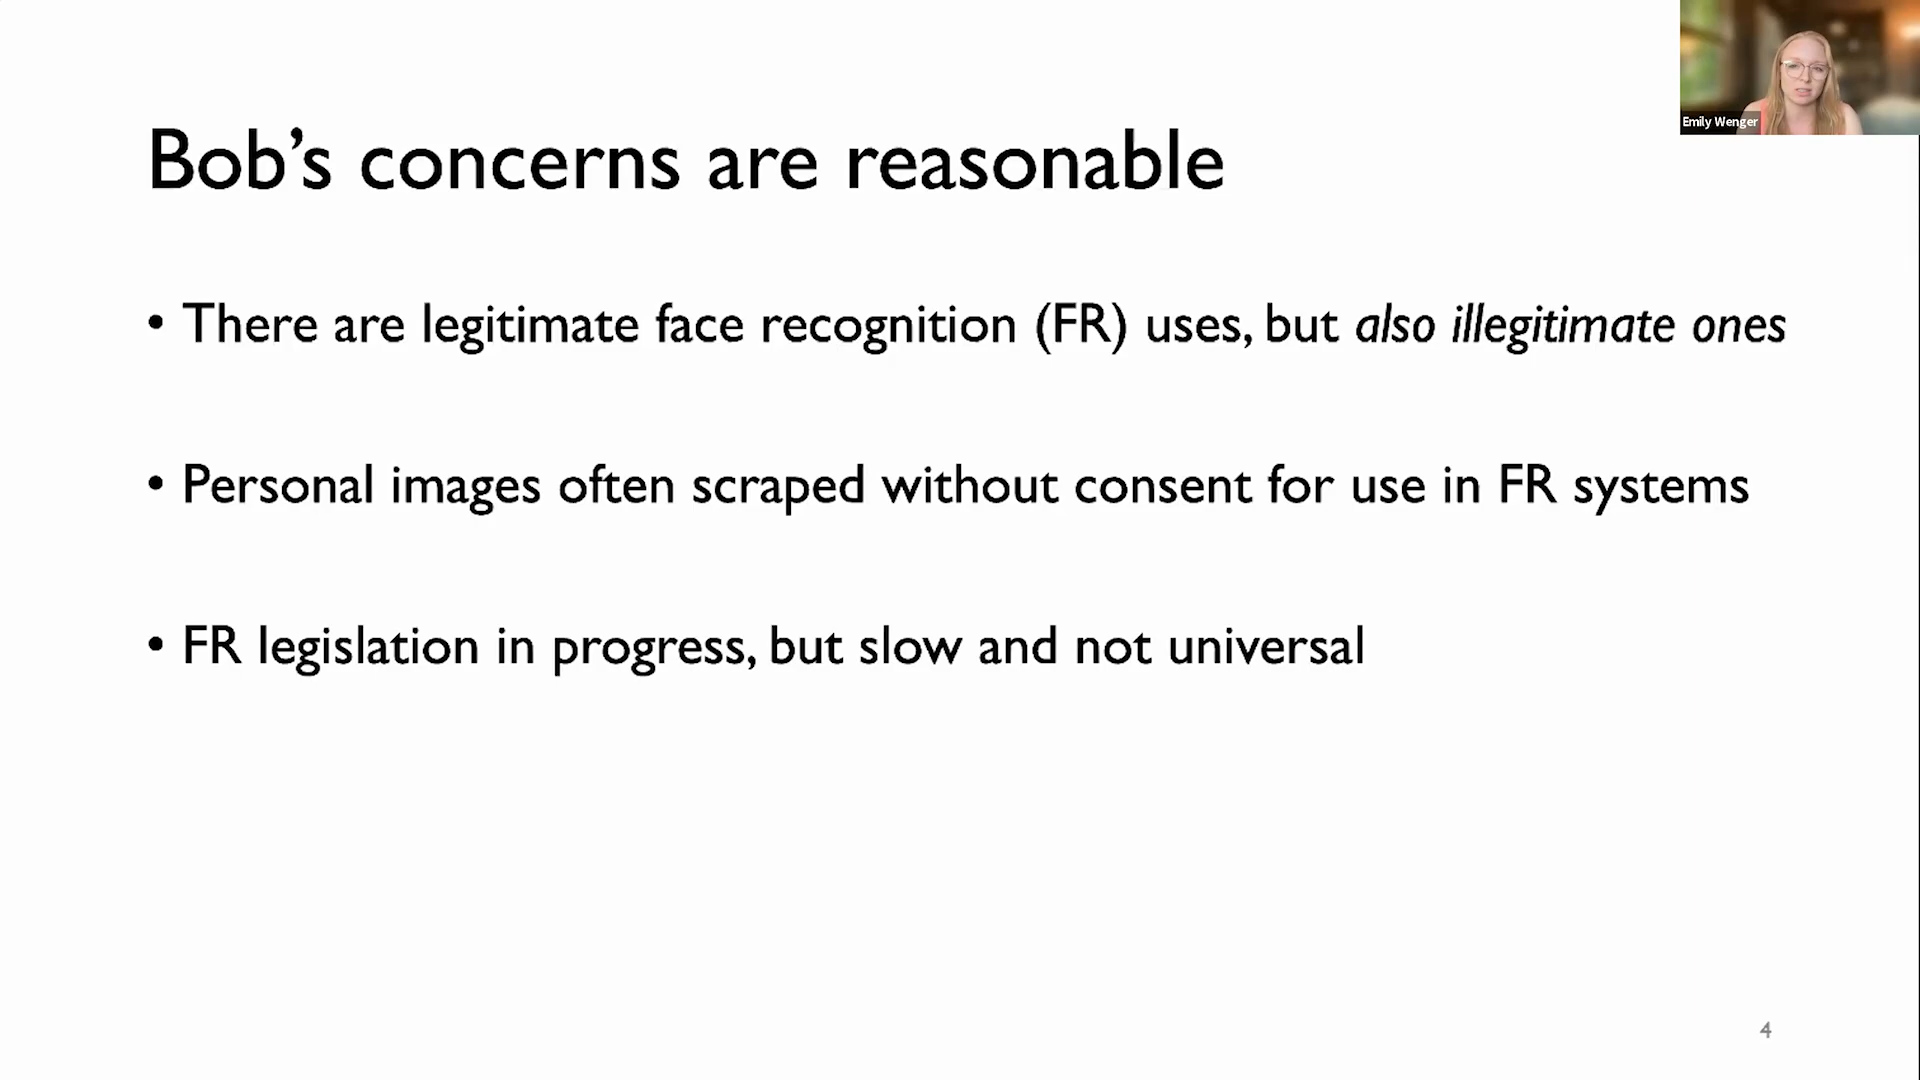 Emily Wenger
Bob’s concerns are reasonable
• There are legitimate face recognition (FR) uses, but also illegitimate ones
• Personal images often scraped without consent for use in FR systems
• FR legislation in progress, but slow and not universal
4